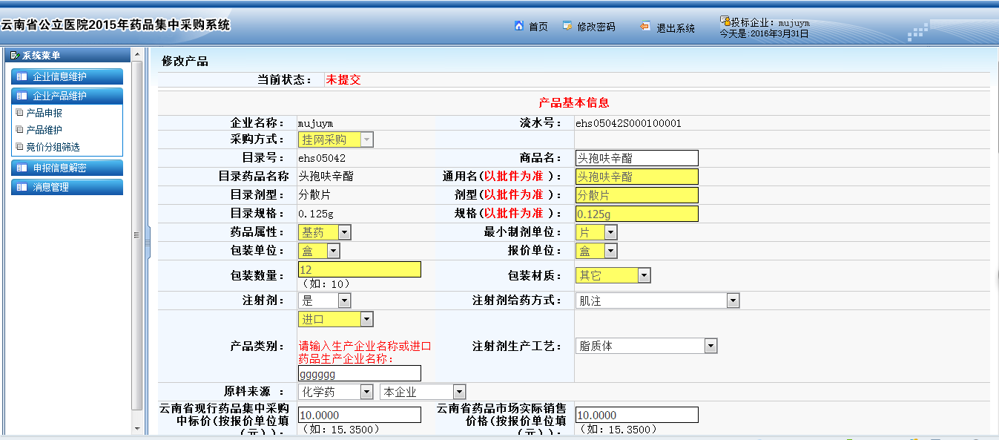 云南省公立医院2015年药品集中采购系统
首页 修改密码 退出系统
投标企业：mujuym
今天是:2016年3月31日
系统菜单
企业信息维护
企业产品维护
产品申报
产品维护
竟价分组筛选
申报信息解密
消息管理
修改产品
当前状态： 未提交
产品基本信息
企业名称： mujuym 流水号： ehs05042S000100001
采购方式： 挂网采购
目录号： ehs05042 商品名： 头孢呋辛酯
目录药品名称 头孢呋辛酯 通用名(以批件为准 )： 头孢呋辛酯
目录剂型： 分散片 剂型(以批件为准 )： 分散片
目录规格： 0.125g 规格(以批件为准 )： 0.125g
药品属性： 基药 最小制剂单位： 片
包装单位： 盒 报价单位： 盒
包装数量： 12 包装材质： 其它
（如：10）
注射剂： 是 注射剂给药方式： 肌注
进口
产品类别： 请输入生产企业名称或进口 注射剂生产工艺： 脂质体
药品生产企业名称：
gggggg
原料来源 ： 化学药 本企业
云南省现行药品集中采购 10.0000 云南省药品市场实际销售 10.0000
中标价(按报价单位填 价格(按报价单位填
(元))： （如：15.3500） (元))： （如：15.3500）